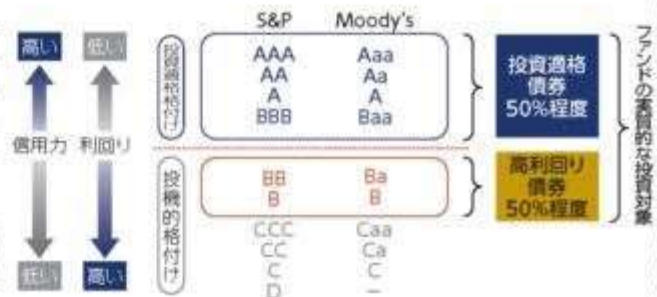 S&P Moody's
高い 低い
信用力 利回り
低い 高い
投資適格格付け
AAA Aaa
AA Aa
A A
BBB Baa
投機的格付け
BB Ba
B B
CCC Caa
CC Ca
C C
D –
投資適格
債券
50%程度
高利回り
債券
50%程度
ファンドの実質的な投資対象